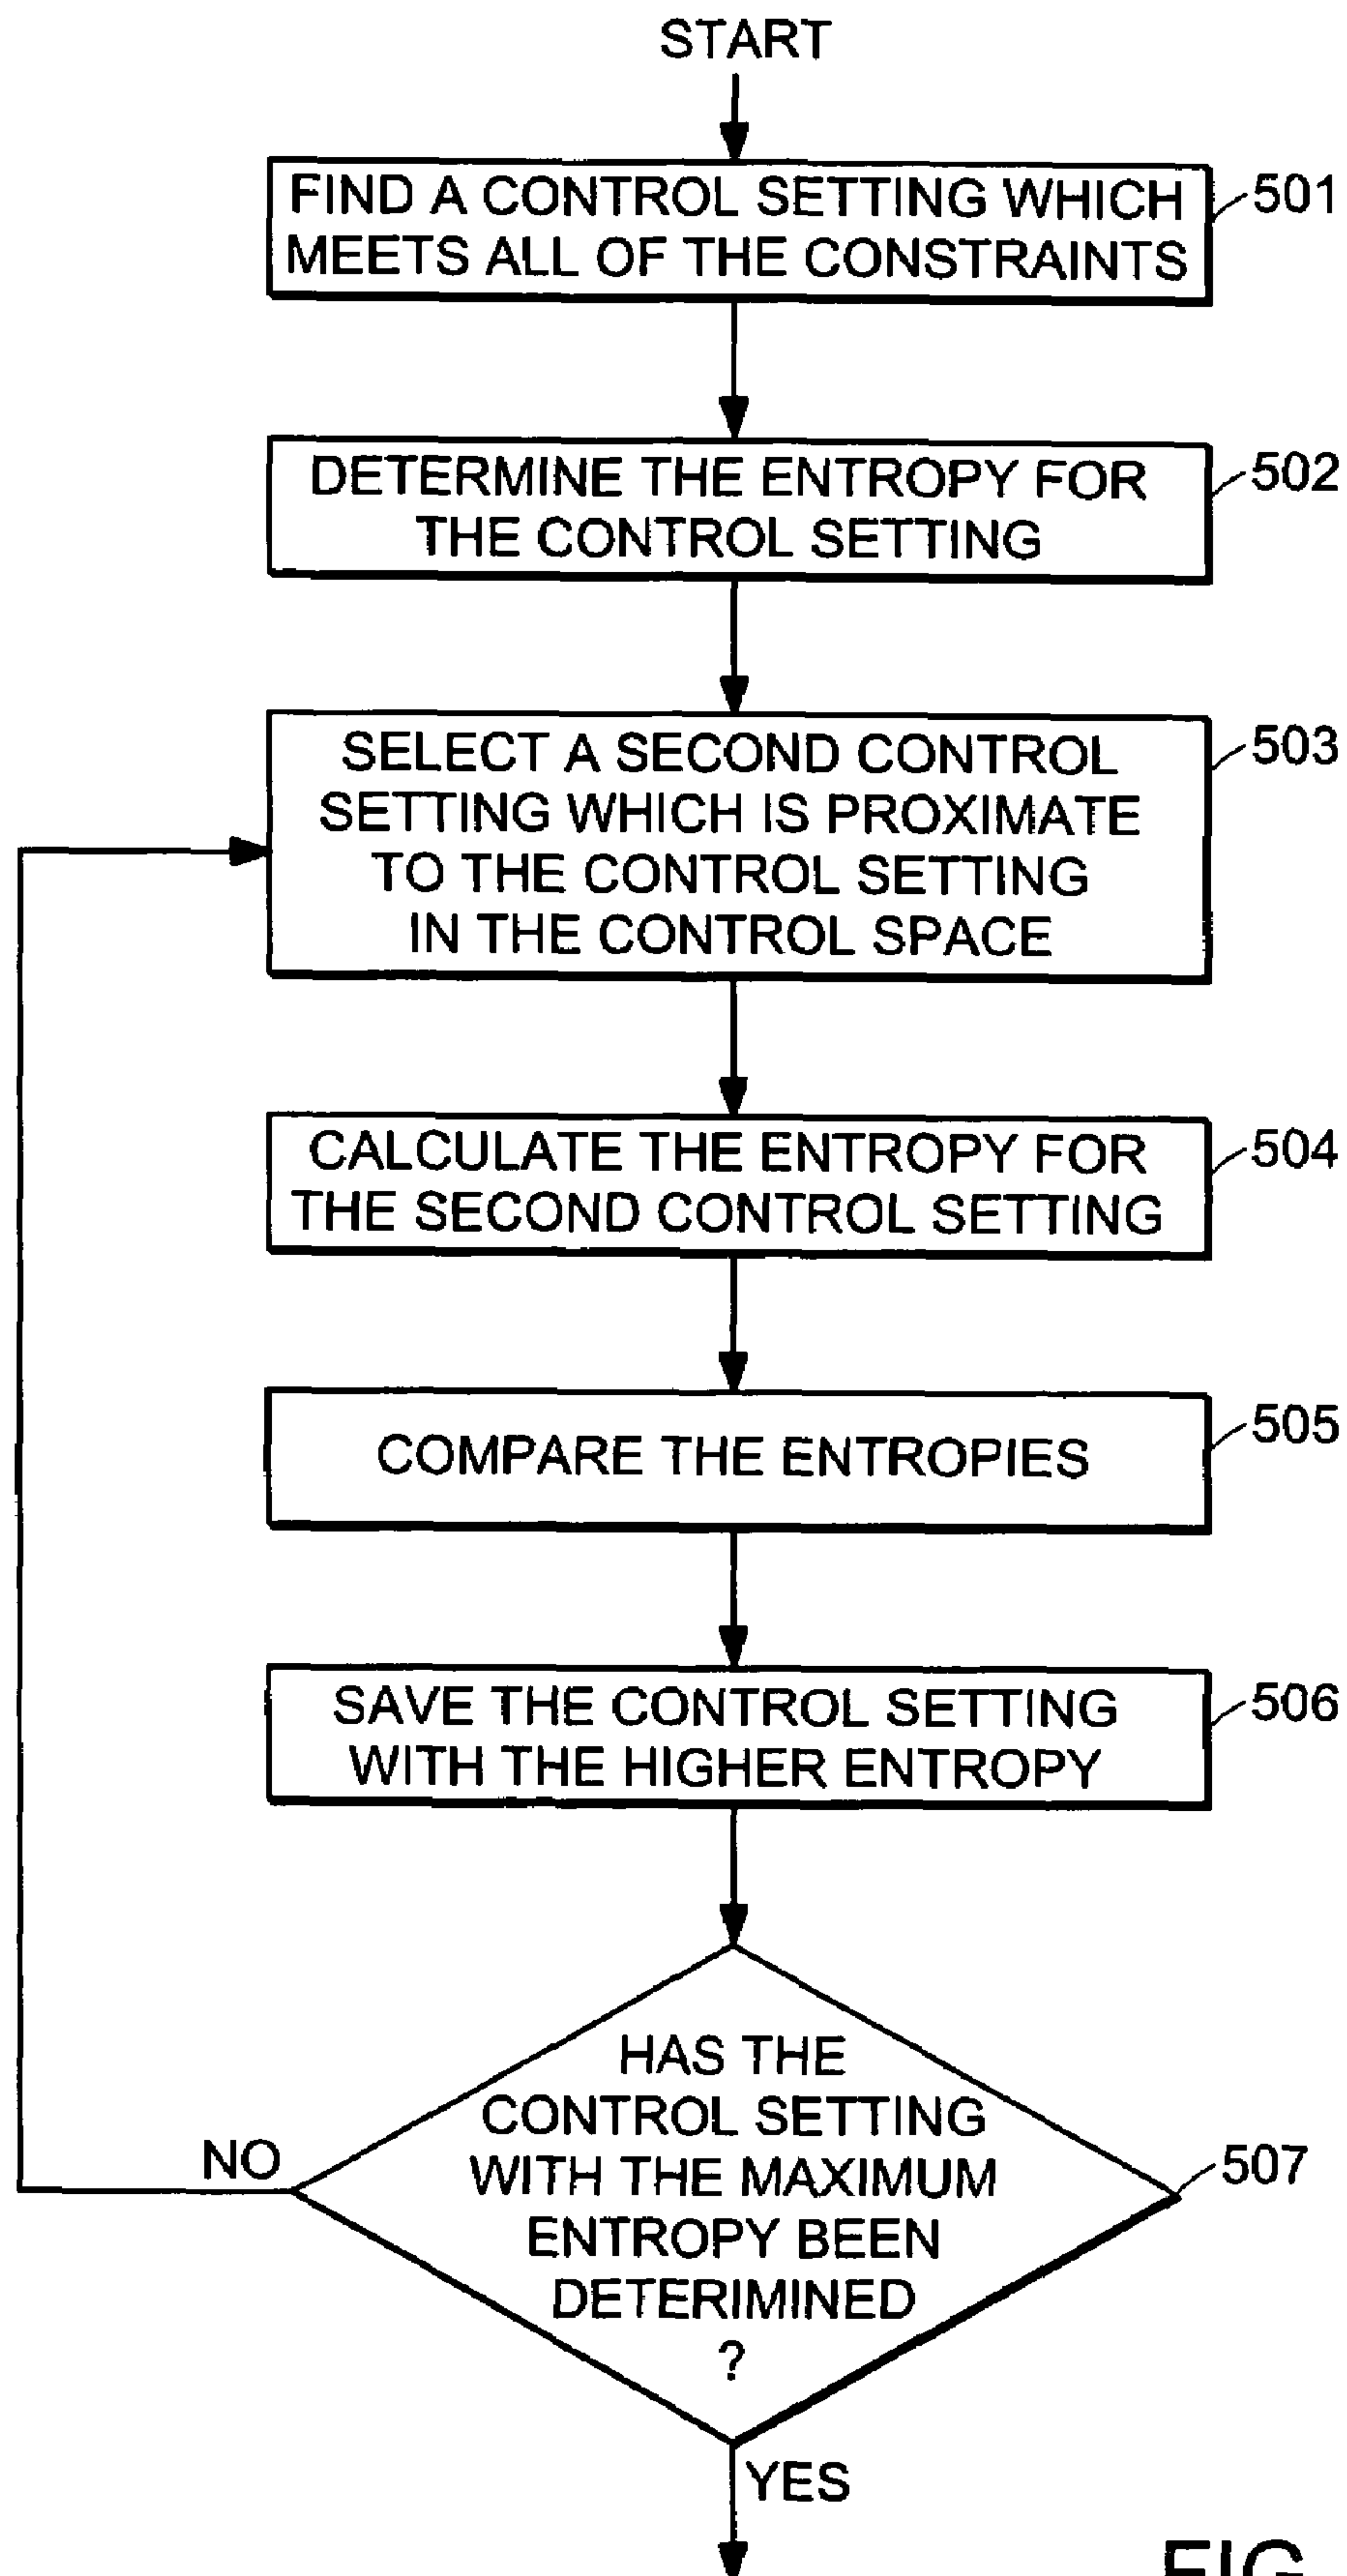 START
FIND A CONTROL SETTING WHICH
MEETS ALL OF THE CONSTRAINTS
501
DETERMINE THE ENTROPY FOR
THE CONTROL SETTING
502
SELECT A SECOND CONTROL
SETTING WHICH IS PROXIMATE
TO THE CONTROL SETTING
IN THE CONTROL SPACE
503
CALCULATE THE ENTROPY FOR
THE SECOND CONTROL SETTING
504
COMPARE THE ENTROPIES
505
SAVE THE CONTROL SETTING
WITH THE HIGHER ENTROPY
506
HAS THE
CONTROL SETTING
WITH THE MAXIMUM
ENTROPY BEEN
DETERIMINED
?
507
NO
YES
FIG